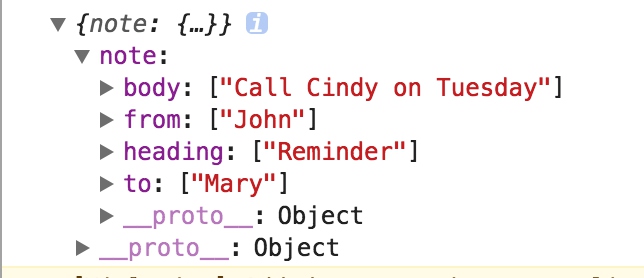 ▼ {note: {…}} i
▼ note:
▶ body: ["Call Cindy on Tuesday"]
▶ from: ["John"]
▶ heading: ["Reminder"]
▶ to: ["Mary"]
▶ __proto__: Object
▶ __proto__: Object